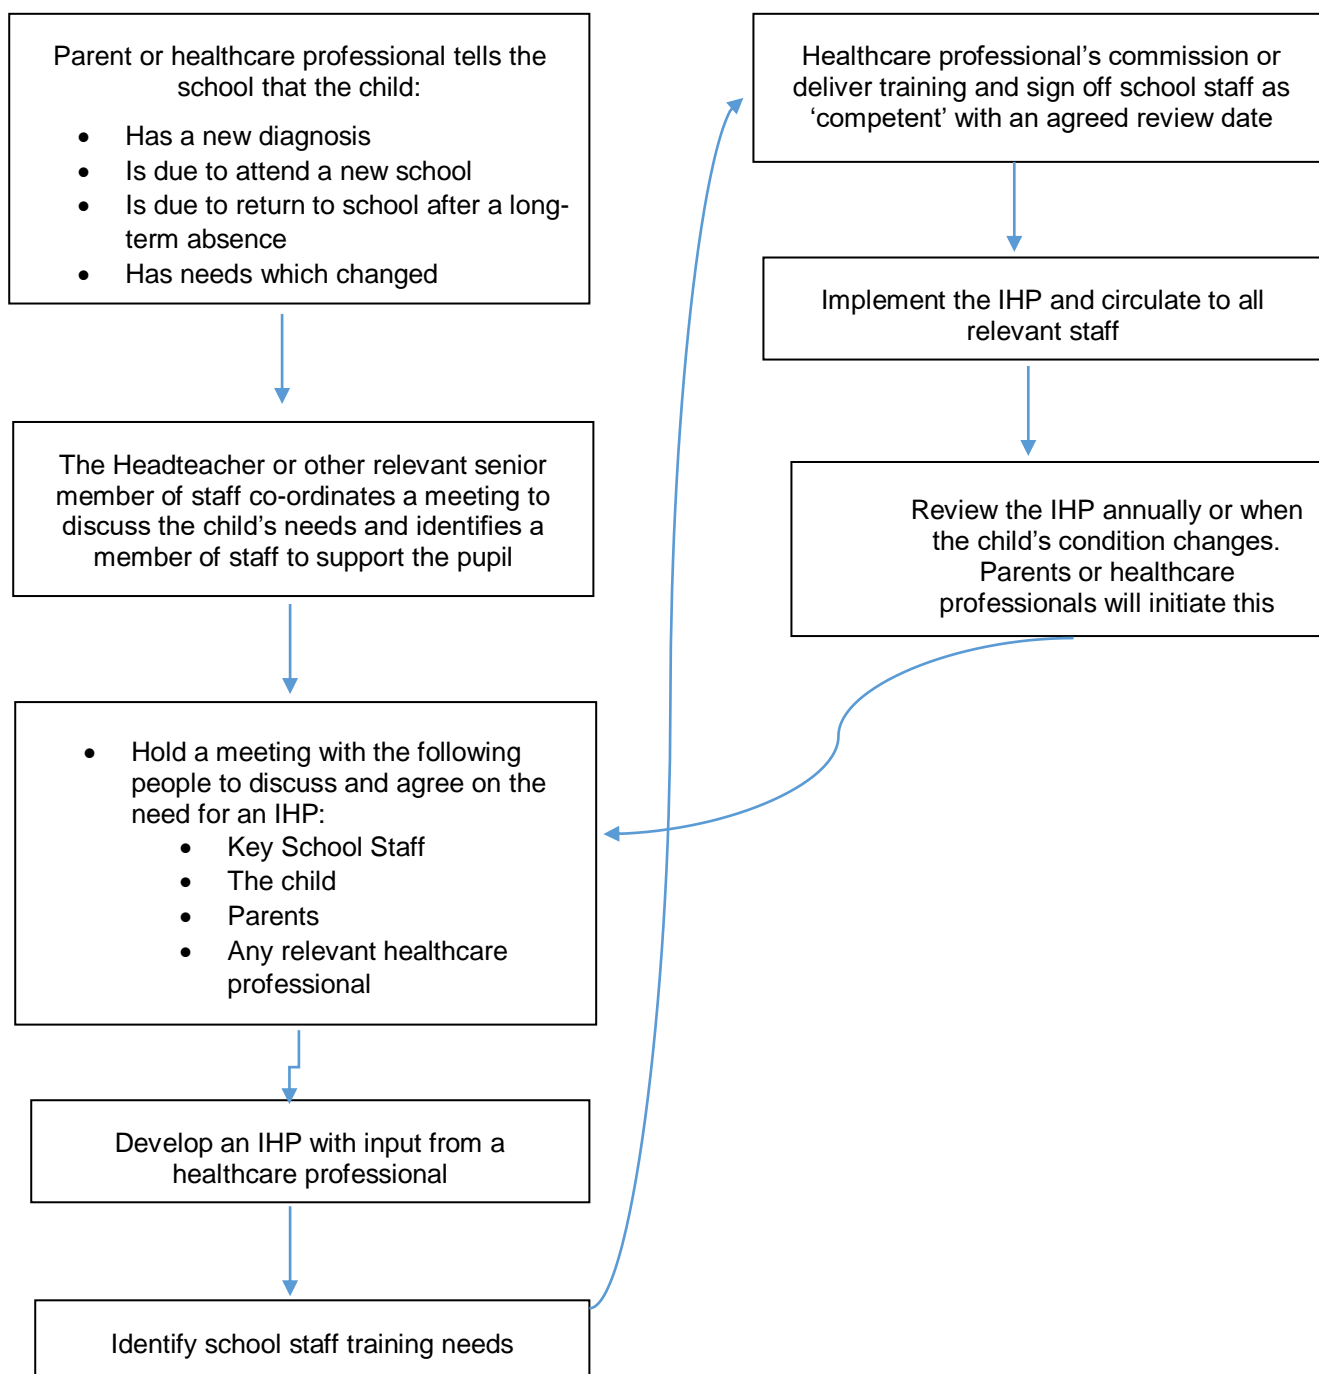 Parent or healthcare professional tells the
school that the child:
• Has a new diagnosis
• Is due to attend a new school
• Is due to return to school after a long-
term absence
• Has needs which changed
The Headteacher or other relevant senior
member of staff co-ordinates a meeting to
discuss the child’s needs and identifies a
member of staff to support the pupil
• Hold a meeting with the following
people to discuss and agree on the
need for an IHP:
• Key School Staff
• The child
• Parents
• Any relevant healthcare
professional
Develop an IHP with input from a
healthcare professional
Identify school staff training needs
Healthcare professional’s commission or
deliver training and sign off school staff as
‘competent’ with an agreed review date
Implement the IHP and circulate to all
relevant staff
Review the IHP annually or when
the child’s condition changes.
Parents or healthcare
professionals will initiate this